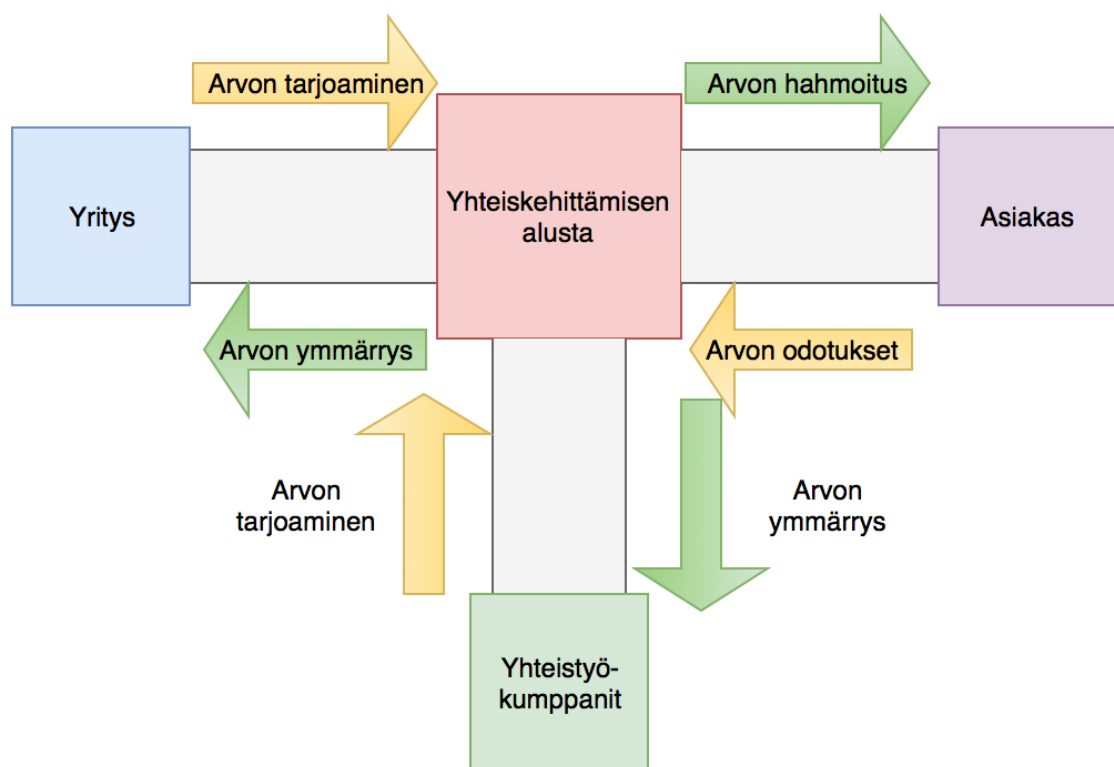 Arvon tarjoaminen
Arvon hahmoitus
Yritys
Yhteiskehittämisen
alusta
Asiakas
Arvon ymmärrys
Arvon odotukset
Arvon
tarjoaminen
Arvon
ymmärrys
Yhteistyö-
kumppanit